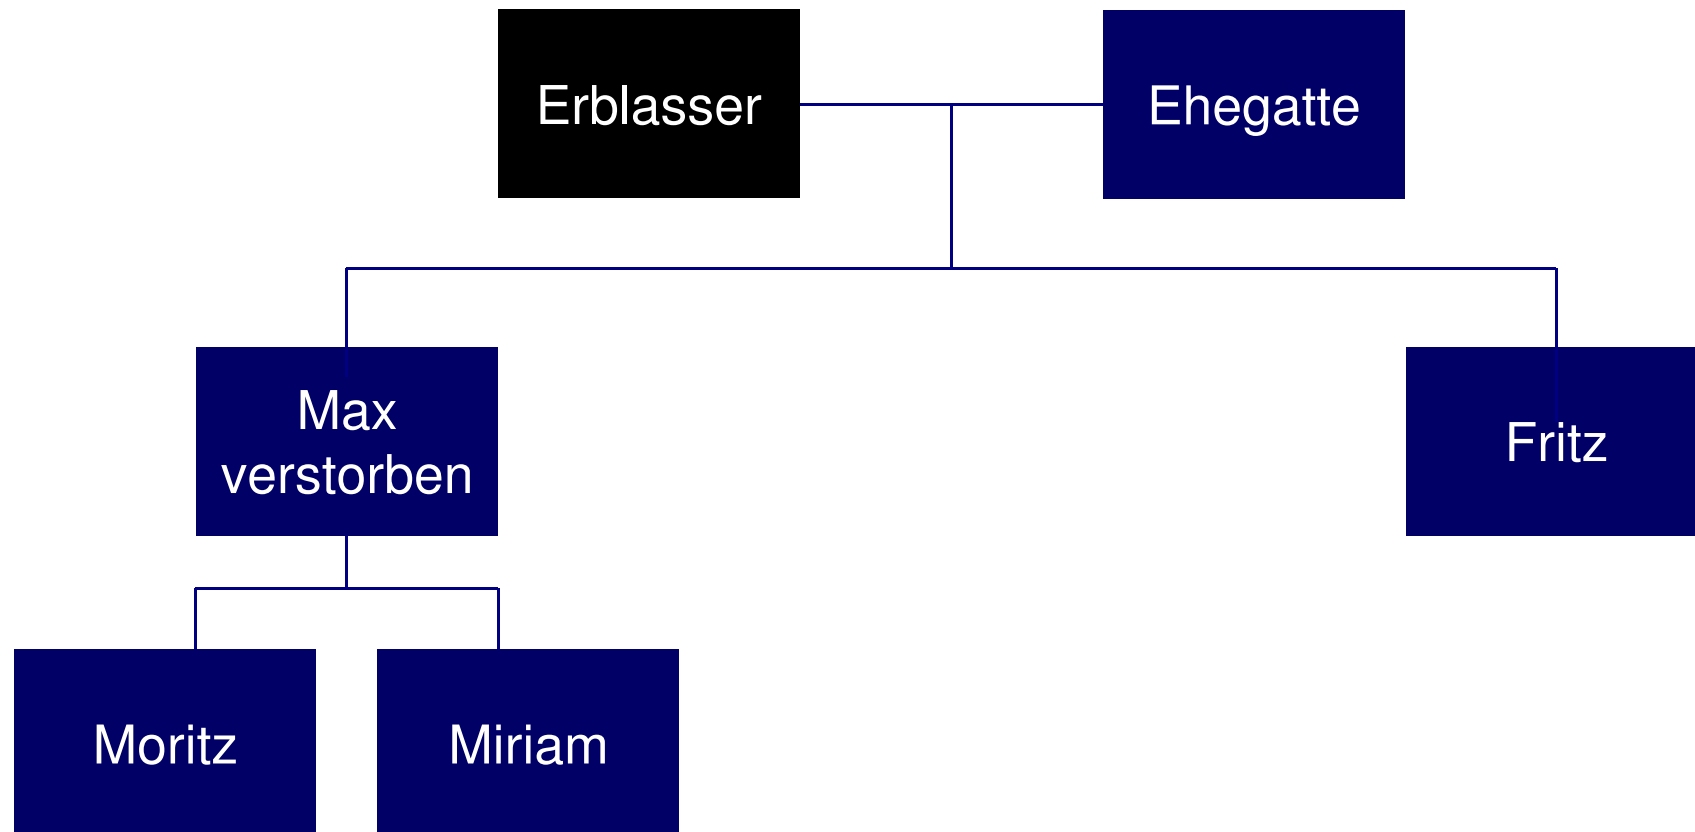 Erblasser
Ehegatte
Max
verstorben
Fritz
Moritz
Miriam